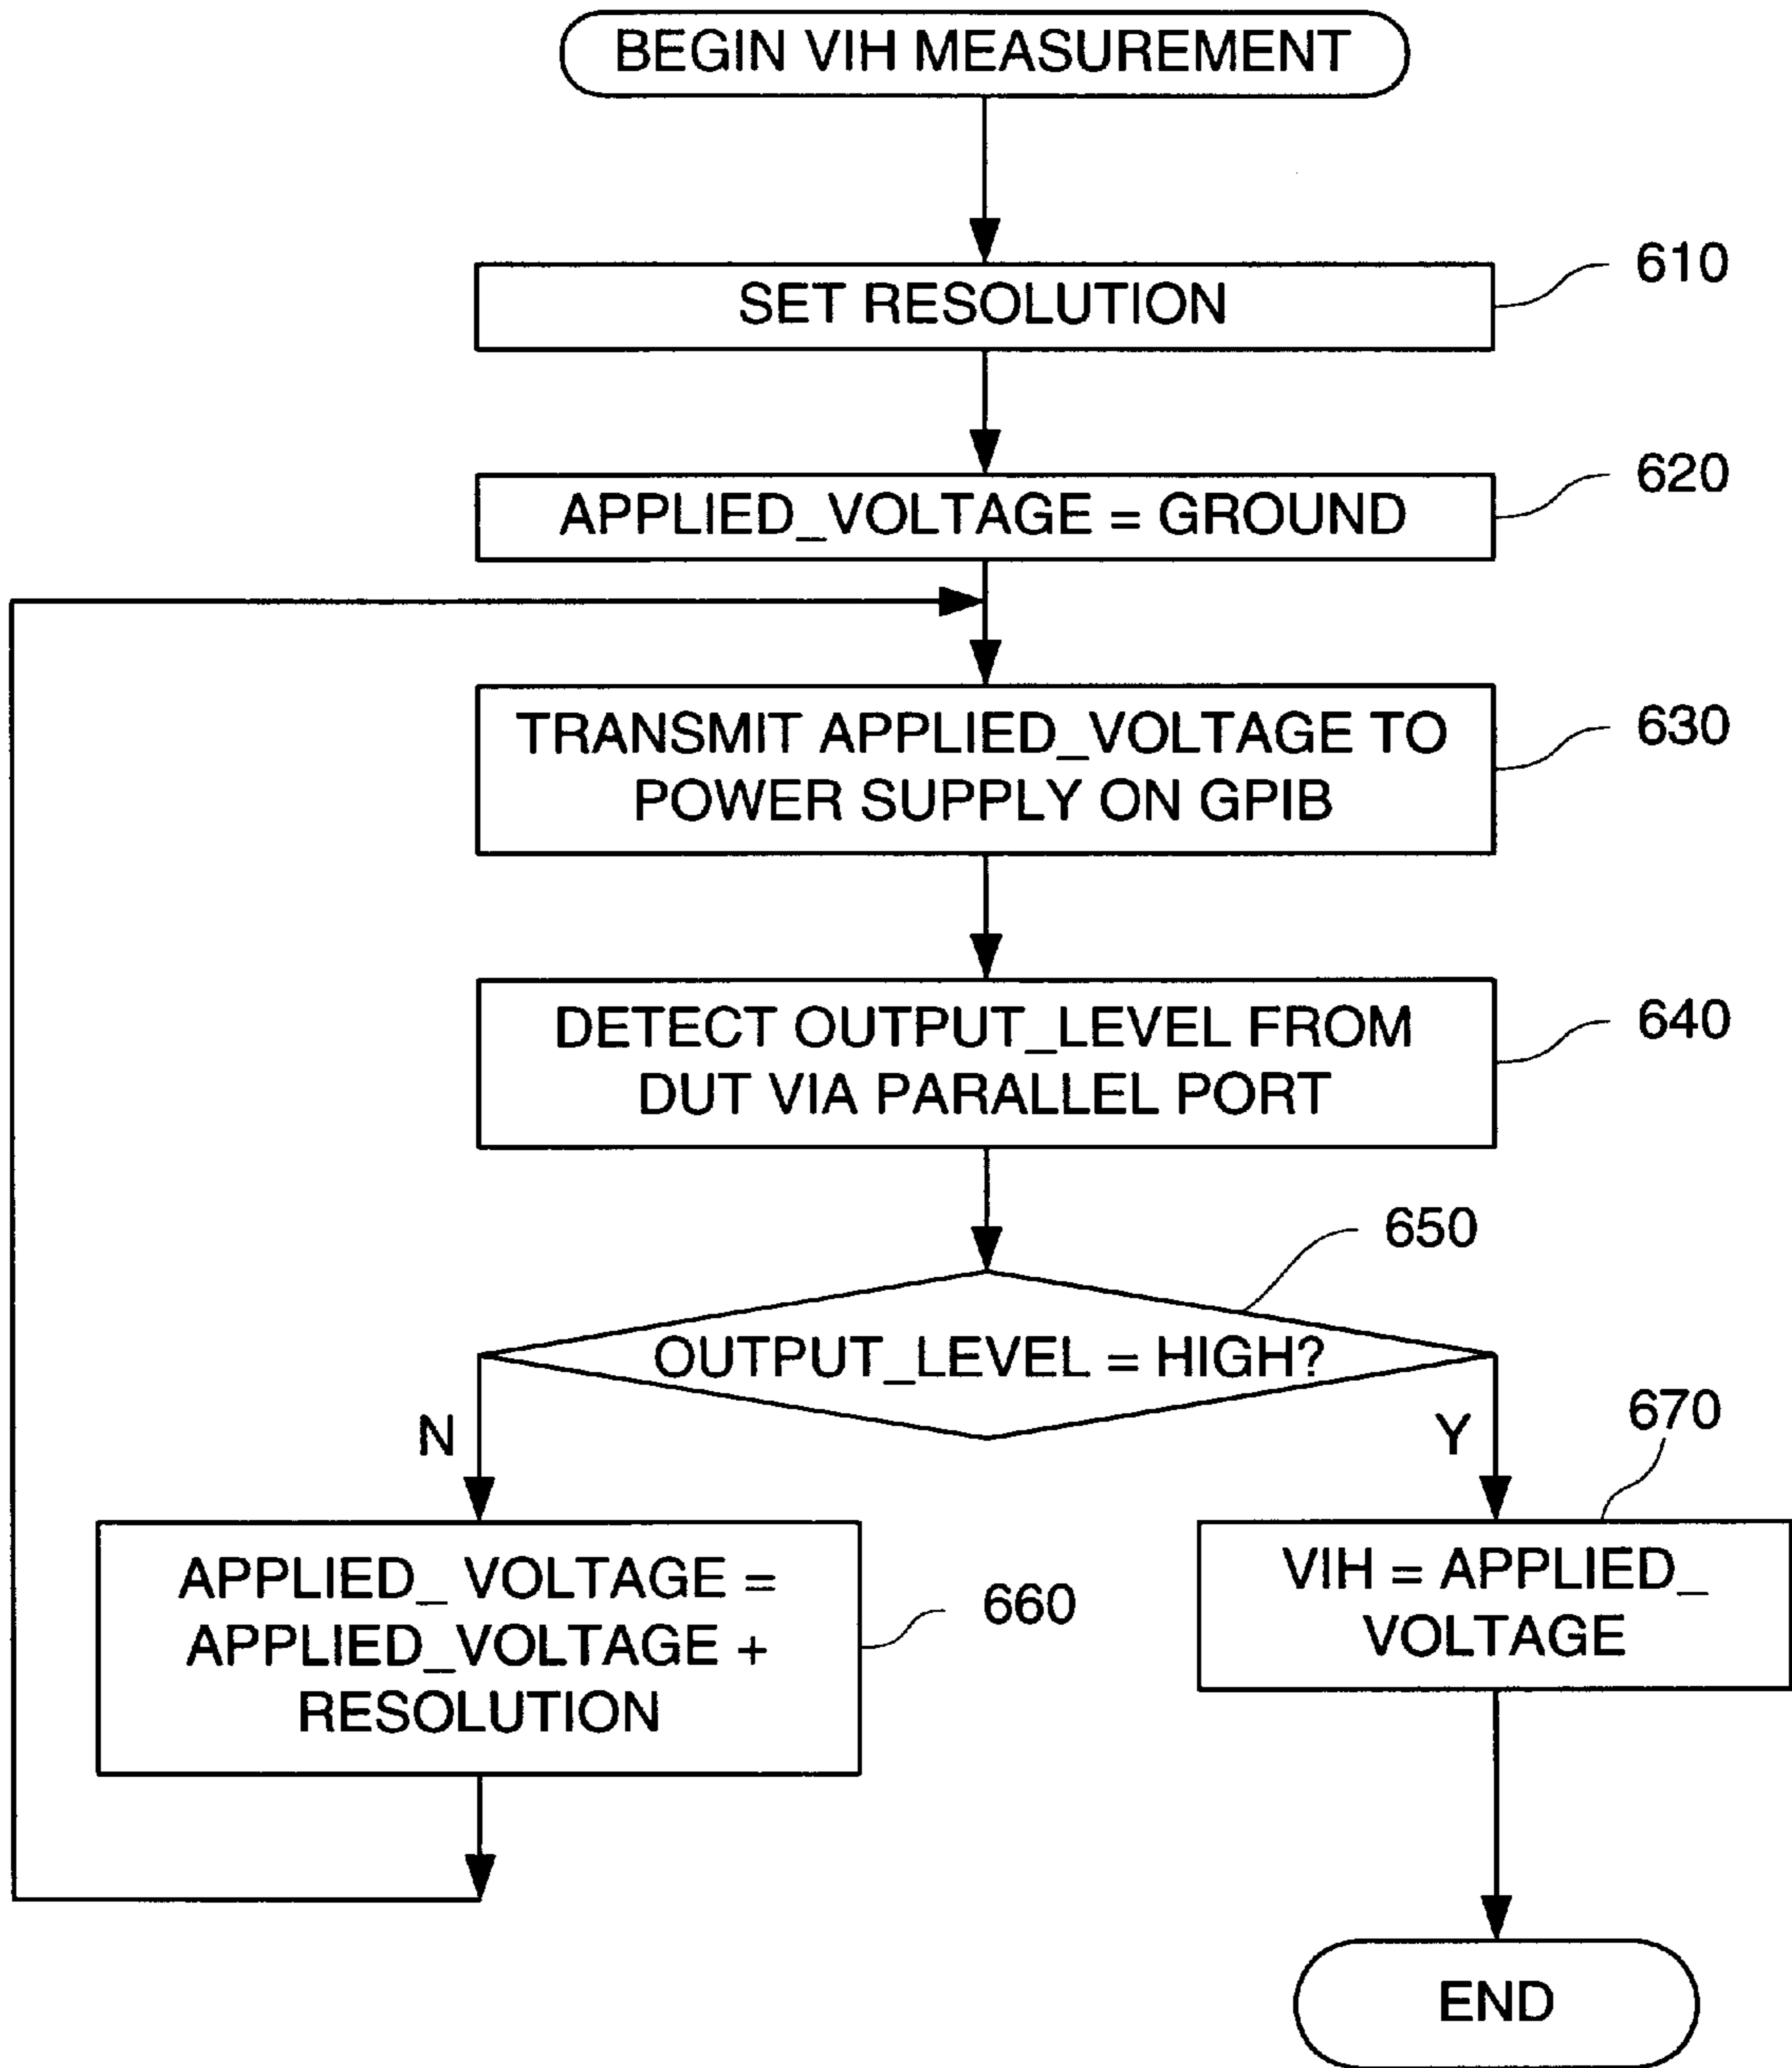 BEGIN VIH MEASUREMENT
SET RESOLUTION
610
APPLIED_VOLTAGE = GROUND
620
TRANSMIT APPLIED_VOLTAGE TO
POWER SUPPLY ON GPIB
630
DETECT OUTPUT_LEVEL FROM
DUT VIA PARALLEL PORT
640
650
OUTPUT_LEVEL = HIGH?
N
Y
670
APPLIED_ VOLTAGE =
APPLIED_VOLTAGE +
RESOLUTION
660
VIH = APPLIED_
VOLTAGE
END